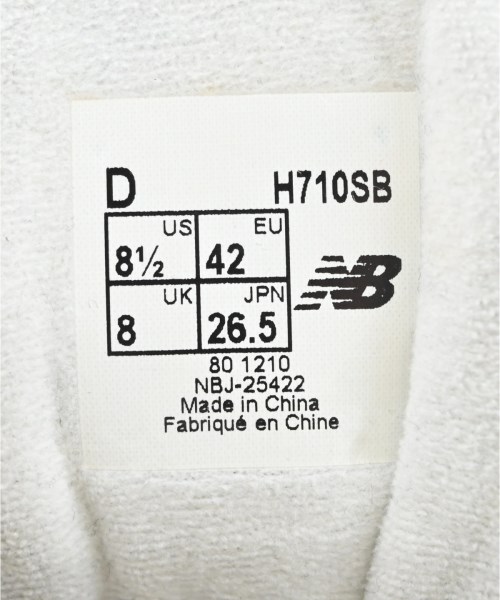 D H710SB
US EU
8½ 42
UK JPN
8 26.5
NB
80 1210
NBJ-25422
Made in China
Fabriqué en Chine